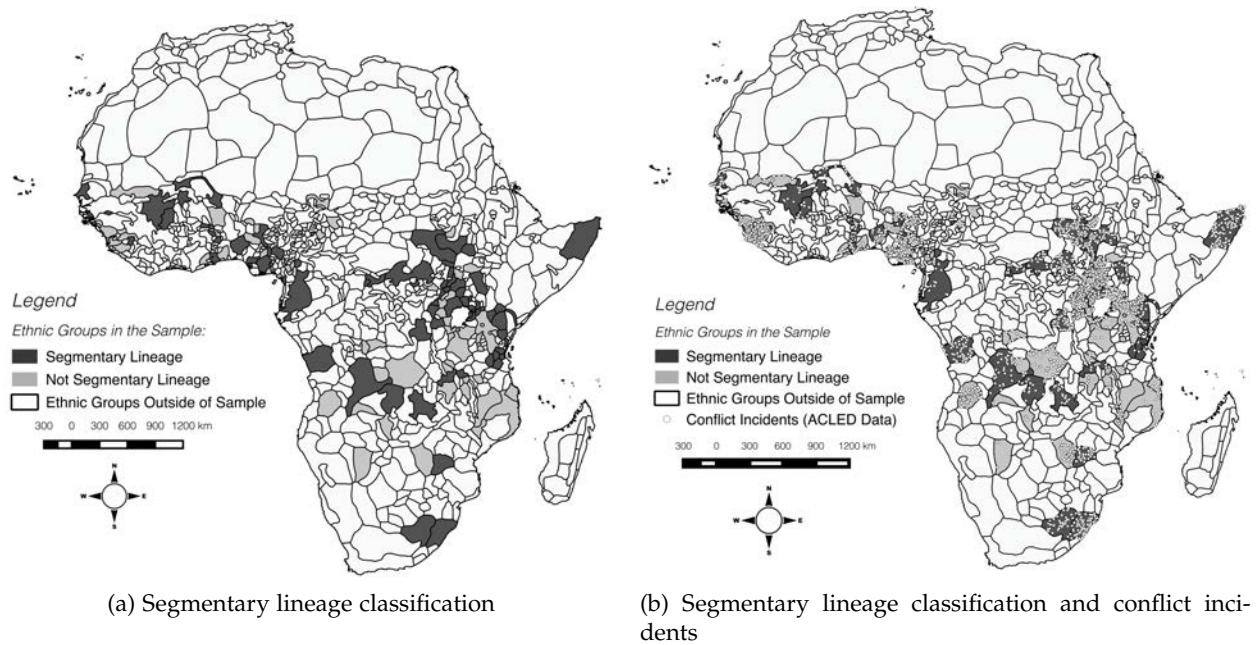 Legend
Ethnic Groups in the Sample:
Segmentary Lineage
Not Segmentary Lineage
Ethnic Groups Outside of Sample
300 0 300 600 900 1200 km
N
W E
S
(a) Segmentary lineage classification
Legend
Ethnic Groups in the Sample
Segmentary Lineage
Not Segmentary Lineage
Ethnic Groups Outside of Sample
Conflict Incidents (ACLED Data)
300 0 300 600 900 1200 km
N
W E
S
(b) Segmentary lineage classification and conflict inci-
dents